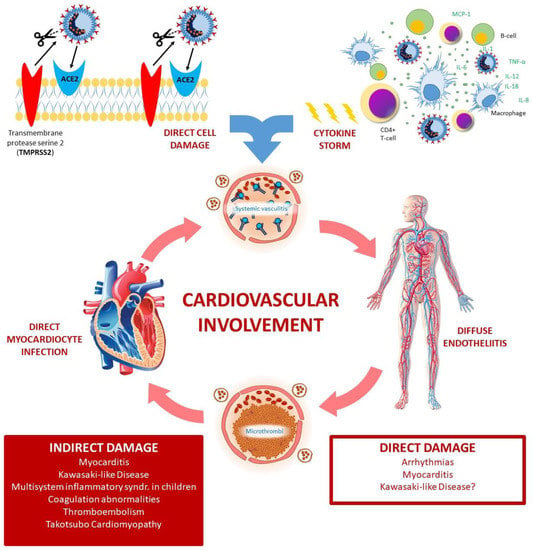 MCP-1
B-cell
TNF-α
IL-6
IL-12
IL-18
IL-8
Macrophage
CD4+
T-cell
ACE2
ACE2
Transmembrane
protease serine 2
(TMPRSS2)
DIRECT CELL
DAMAGE
CYTOKINE
STORM
Systemic vasculitis
CARDIOVASCULAR
INVOLVEMENT
DIRECT
MYOCARDIOCYTE
INFECTION
DIFFUSE
ENDOTHELIITIS
Microthrombi
INDIRECT DAMAGE
Myocarditis
Kawasaki-like Disease
Multisystem inflammatory syndr. in children
Coagulation abnormalities
Thromboembolism
Takotsubo Cardiomyopathy
DIRECT DAMAGE
Arrhythmias
Myocarditis
Kawasaki-like Disease?